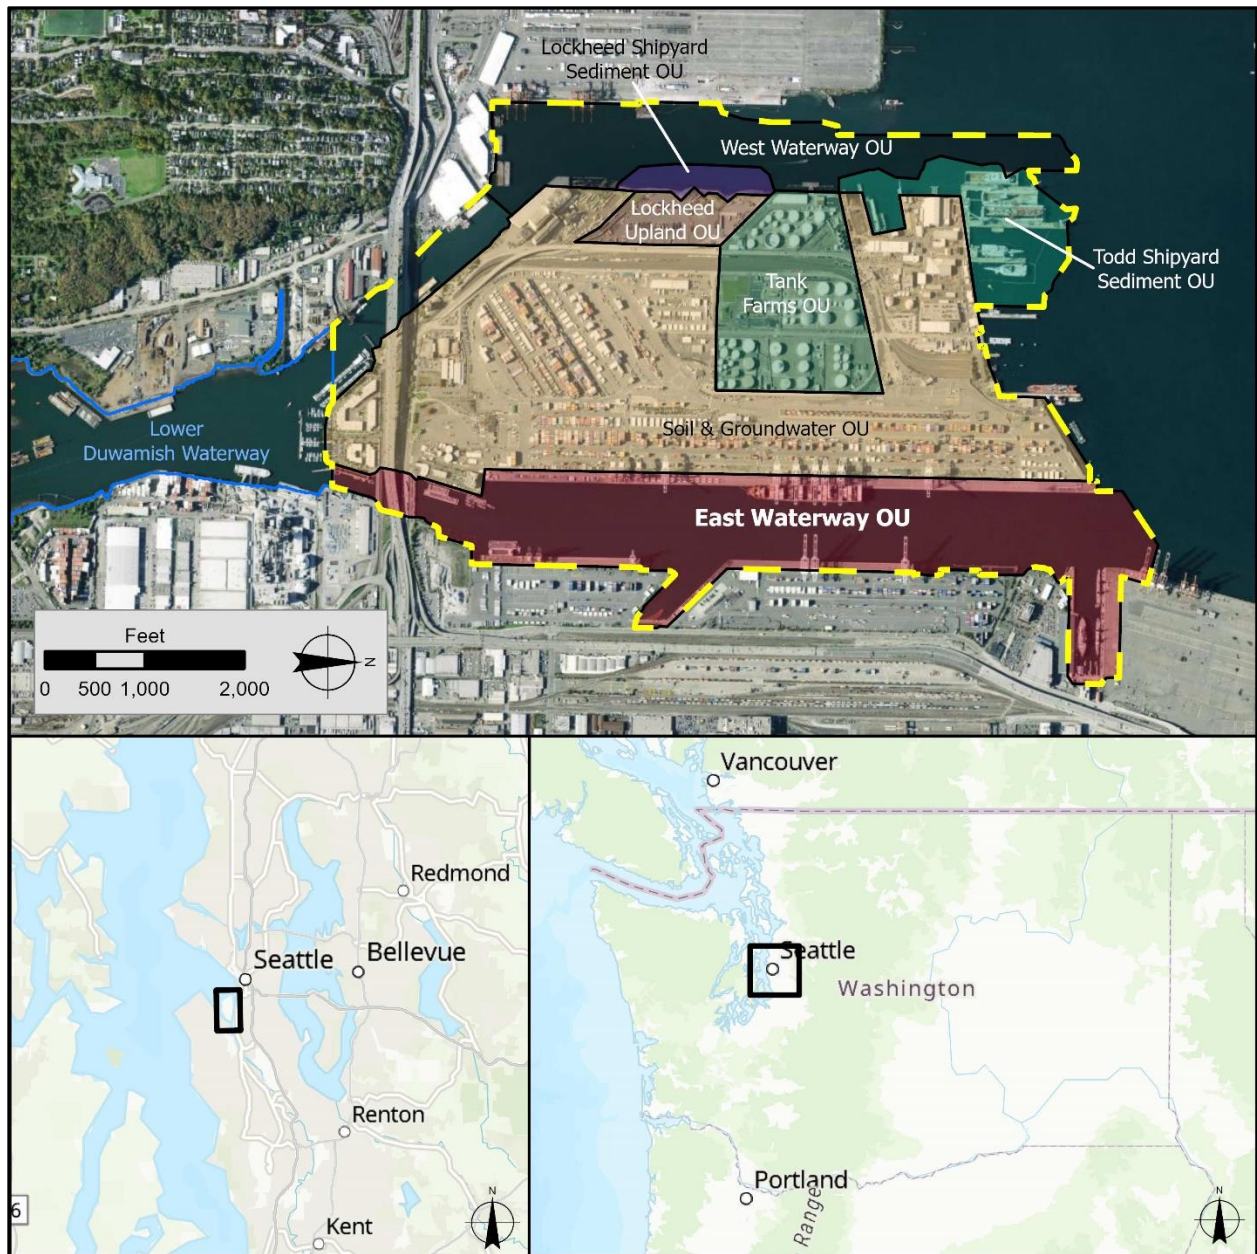 Lockheed Shipyard
Sediment OU
West Waterway OU
Lockheed
Upland OU
Todd Shipyard
Sediment OU
Tank
Farms OU
Soil & Groundwater OU
Lower
Duwamish Waterway
East Waterway OU
Feet
0 500 1,000 2,000
N
Vancouver
Redmond
Seattle
Bellevue
Renton
Kent
6
N
Seattle
Washington
Portland
Range
N